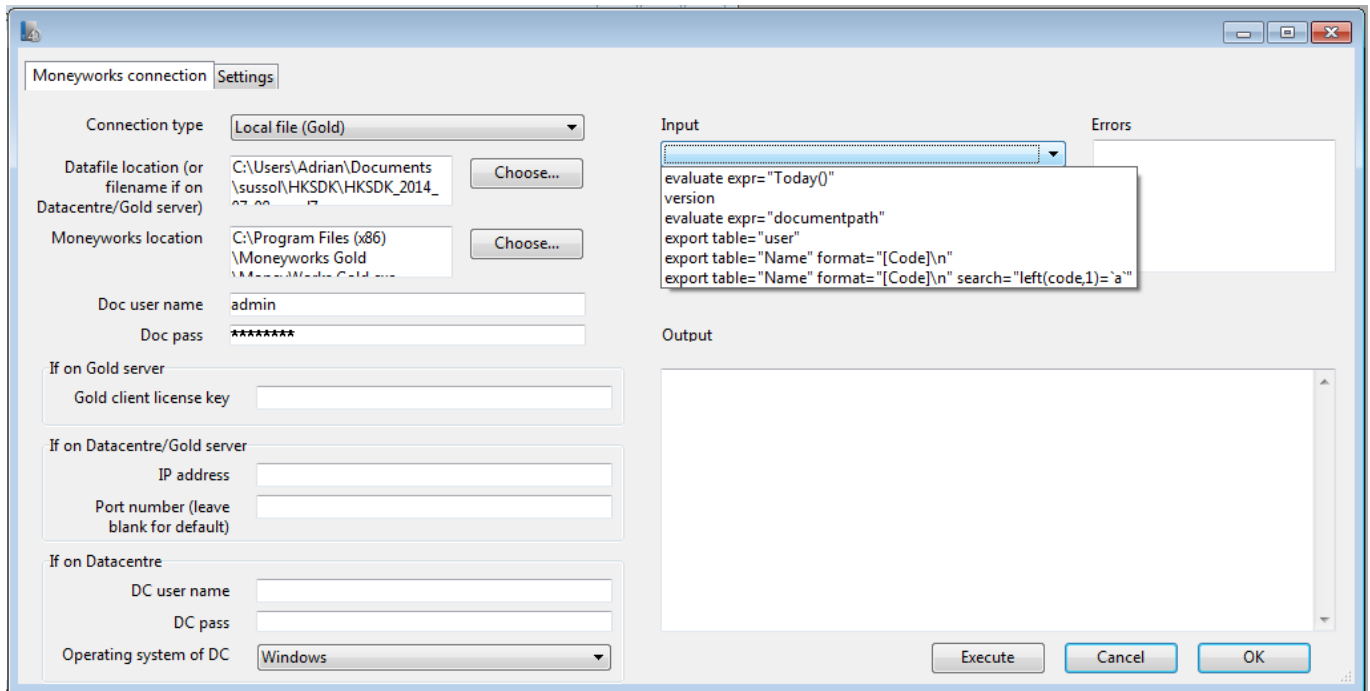 Moneyworks connection
Settings
Connection type
Local file (Gold)
Datafile location (or
filename if on
Datacentre/Gold server)
C:\Users\Adrian\Documents
\sussol\HKSDK\HKSDK_2014_
Choose...
Moneyworks location
C:\Program Files (x86)
\Moneyworks Gold
\MoneyWorks Gold.exe
Choose...
Doc user name
admin
Doc pass
********
If on Gold server
Gold client license key
If on Datacentre/Gold server
IP address
Port number (leave
blank for default)
If on Datacentre
DC user name
DC pass
Operating system of DC
Windows
Input
evaluate expr="Today()"
version
evaluate expr="documentpath"
export table="user"
export table="Name" format="[Code]\n"
export table="Name" format="[Code]\n" search="left(code,1)=`a`"
Errors
Output
Execute
Cancel
OK